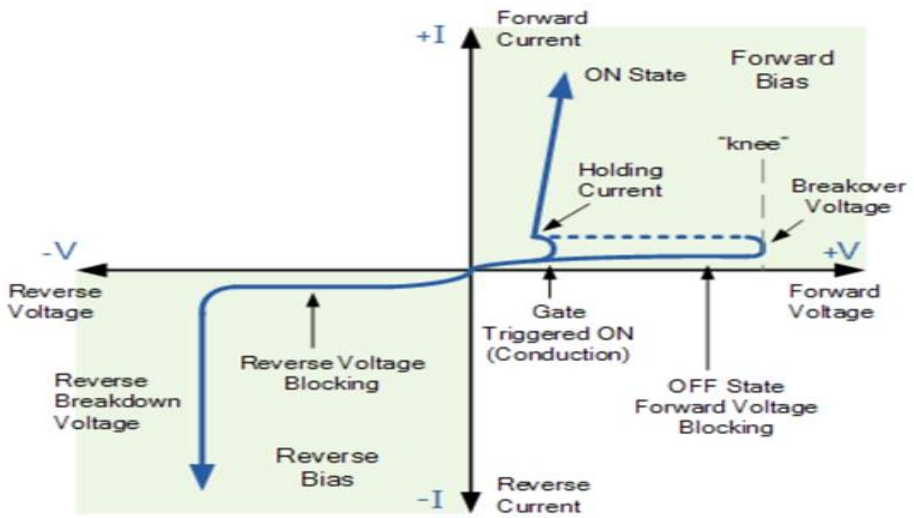 Forward
Current
+I
ON State
Forward
Bias
"knee"
Holding
Current
Breakover
Voltage
-V
+V
Reverse
Voltage
Forward
Voltage
Gate
Triggered ON
(Conduction)
Reverse Voltage
Blocking
Reverse
Breakdown
Voltage
OFF State
Forward Voltage
Blocking
Reverse
Bias
-I
Reverse
Current